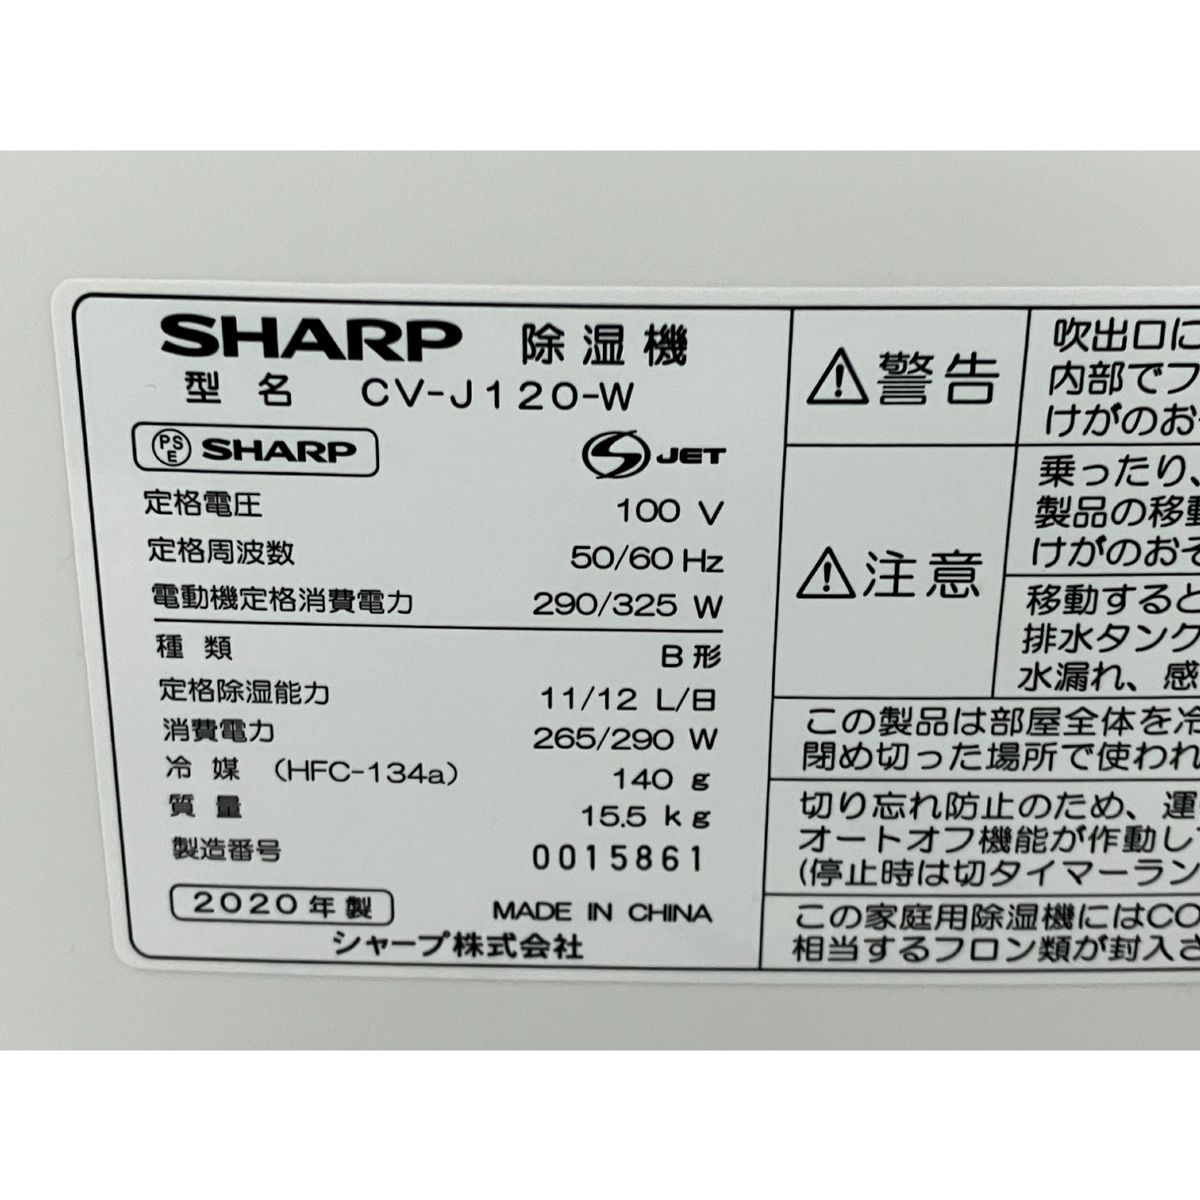 SHARP 除湿機
型名 CV-J120-W
PSE SHARP
S JET
定格電圧 100 V
定格周波数 50/60 Hz
電動機定格消費電力 290/325 W
種類 B形
定格除湿能力 11/12 L/日
消費電力 265/290 W
冷媒 (HFC-134a) 140 g
質量 15.5 kg
製造番号 0015861
2020年製 MADE IN CHINA
シャープ株式会社
警告
吹出口に
内部でフ
けがのお
注意
乗ったり、
製品の移動
けがのおそ
移動すると
排水タンク
水漏れ、感
この製品は部屋全体を冷
閉め切った場所で使われ
切り忘れ防止のため、運
オートオフ機能が作動し
(停止時は切タイマーラン
この家庭用除湿機にはCO
相当するフロン類が封入さ